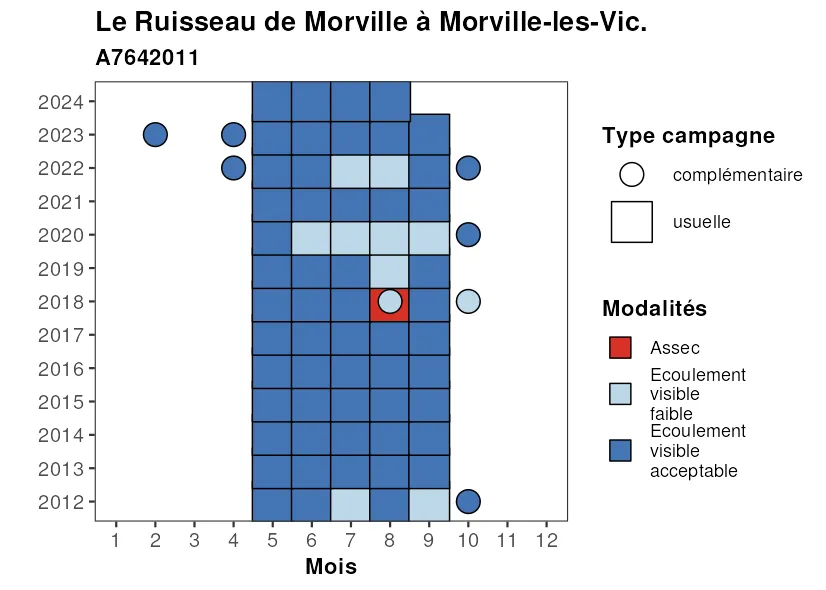 Le Ruisseau de Morville à Morville-les-Vic.
A7642011
2024
2023
2022
2021
2020
2019
2018
2017
2016
2015
2014
2013
2012
1 2 3 4 5 6 7 8 9 10 11 12
Mois
Type campagne
complémentaire
usuelle
Modalités
Assec
Ecoulement
visible
faible
Ecoulement
visible
acceptable